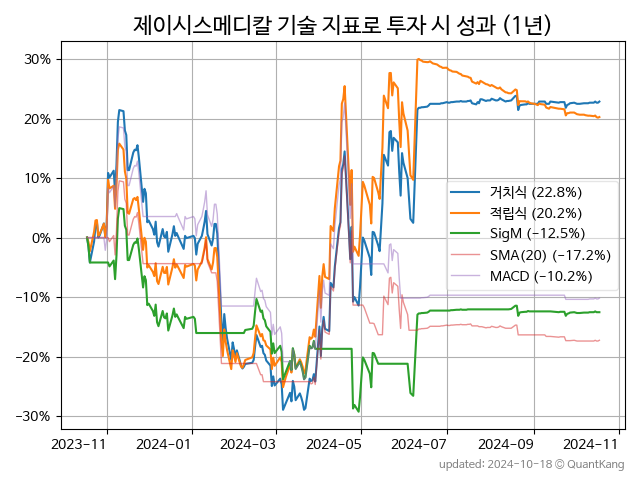 제이시스메디칼 기술 지표로 투자 시 성과 (1년)
30%
20%
10%
0%
−10%
−20%
−30%
거치식 (22.8%)
적립식 (20.2%)
SigM (−12.5%)
SMA(20) (−17.2%)
MACD (−10.2%)
2023-11
2024-01
2024-03
2024-05
2024-07
2024-09
2024-11
updated: 2024-10-18 © QuantKang